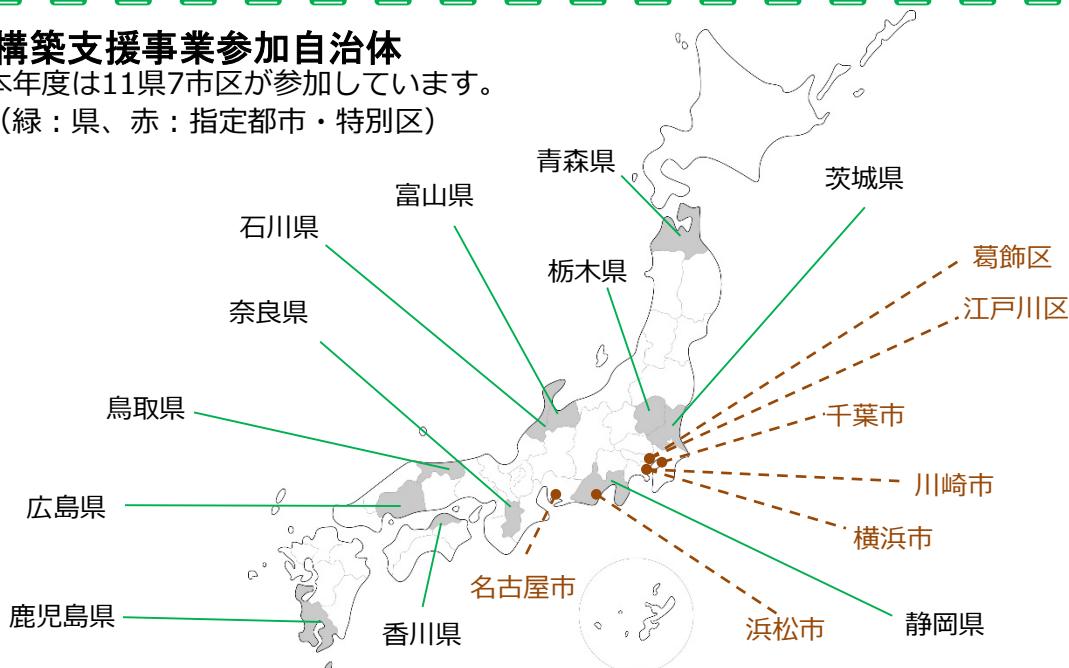 構築支援事業参加自治体
本年度は11県7市区が参加しています。
(緑:県、赤:指定都市・特別区)
青森県
茨城県
富山県
石川県
葛飾区
栃木県
江戸川区
奈良県
鳥取県
千葉市
川崎市
広島県
横浜市
名古屋市
鹿児島県
香川県
浜松市
静岡県